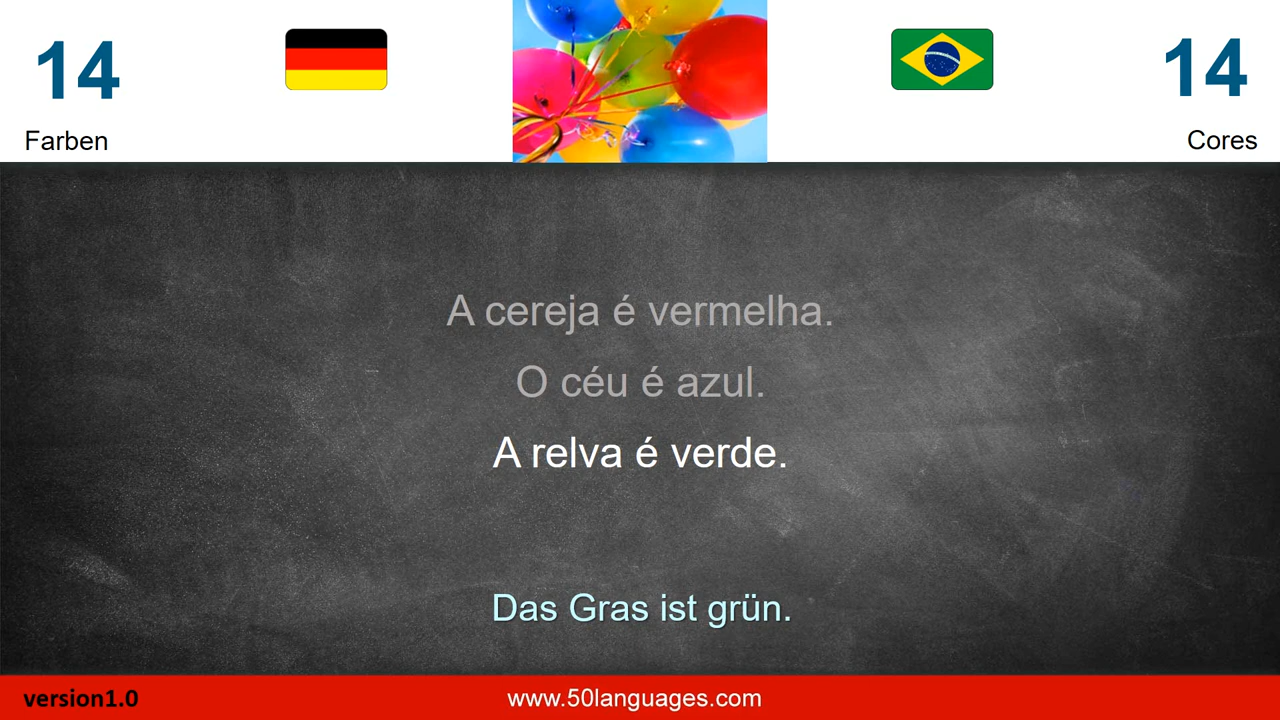 14
14
Farben
Cores
A cereja é vermelha.
O céu é azul.
A relva é verde.
Das Gras ist grün.
version1.0
www.50languages.com